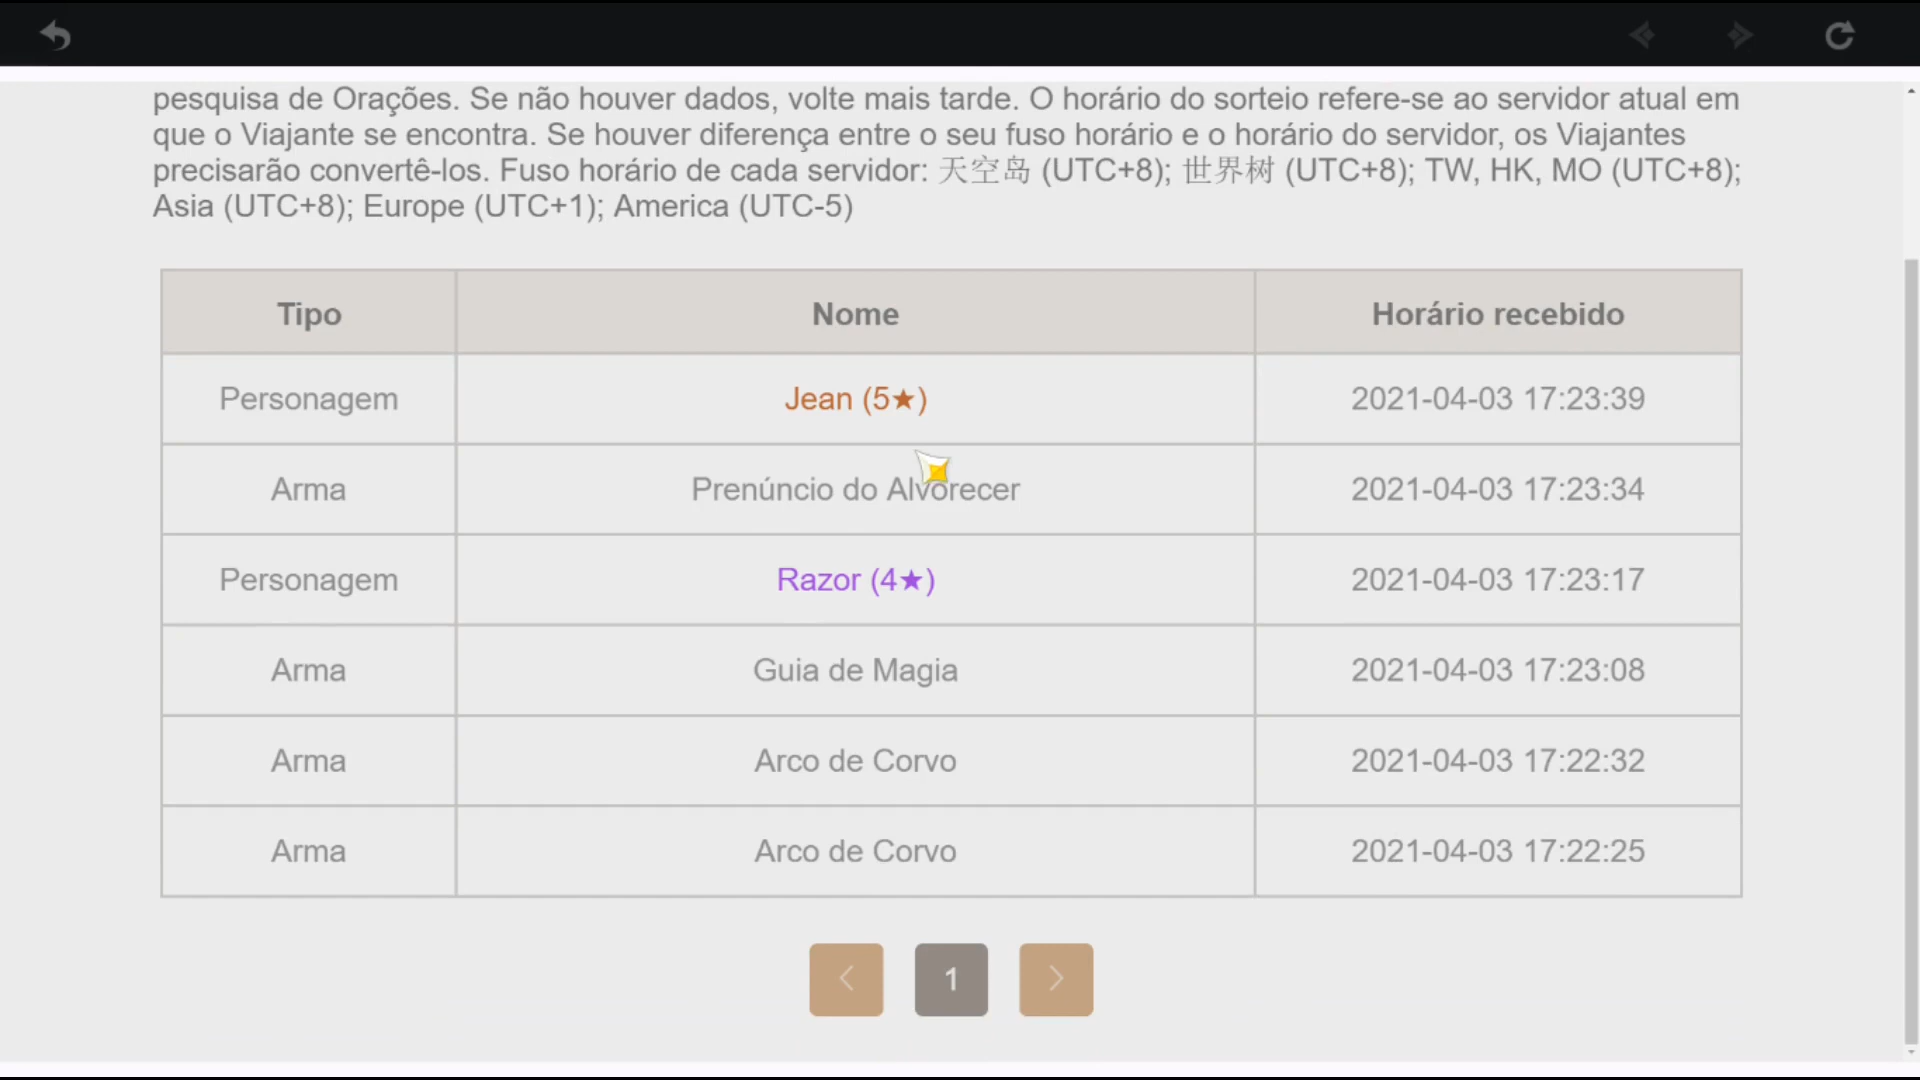 pesquisa de Orações. Se não houver dados, volte mais tarde. O horário do sorteio refere-se ao servidor atual em
que o Viajante se encontra. Se houver diferença entre o seu fuso horário e o horário do servidor, os Viajantes
precisarão convertê-los. Fuso horário de cada servidor: 天空岛 (UTC+8); 世界树 (UTC+8); TW, HK, MO (UTC+8);
Asia (UTC+8); Europe (UTC+1); America (UTC-5)
Tipo Nome Horário recebido
Personagem Jean (5★) 2021-04-03 17:23:39
Arma Prenúncio do Alvorecer 2021-04-03 17:23:34
Personagem Razor (4★) 2021-04-03 17:23:17
Arma Guia de Magia 2021-04-03 17:23:08
Arma Arco de Corvo 2021-04-03 17:22:32
Arma Arco de Corvo 2021-04-03 17:22:25
1